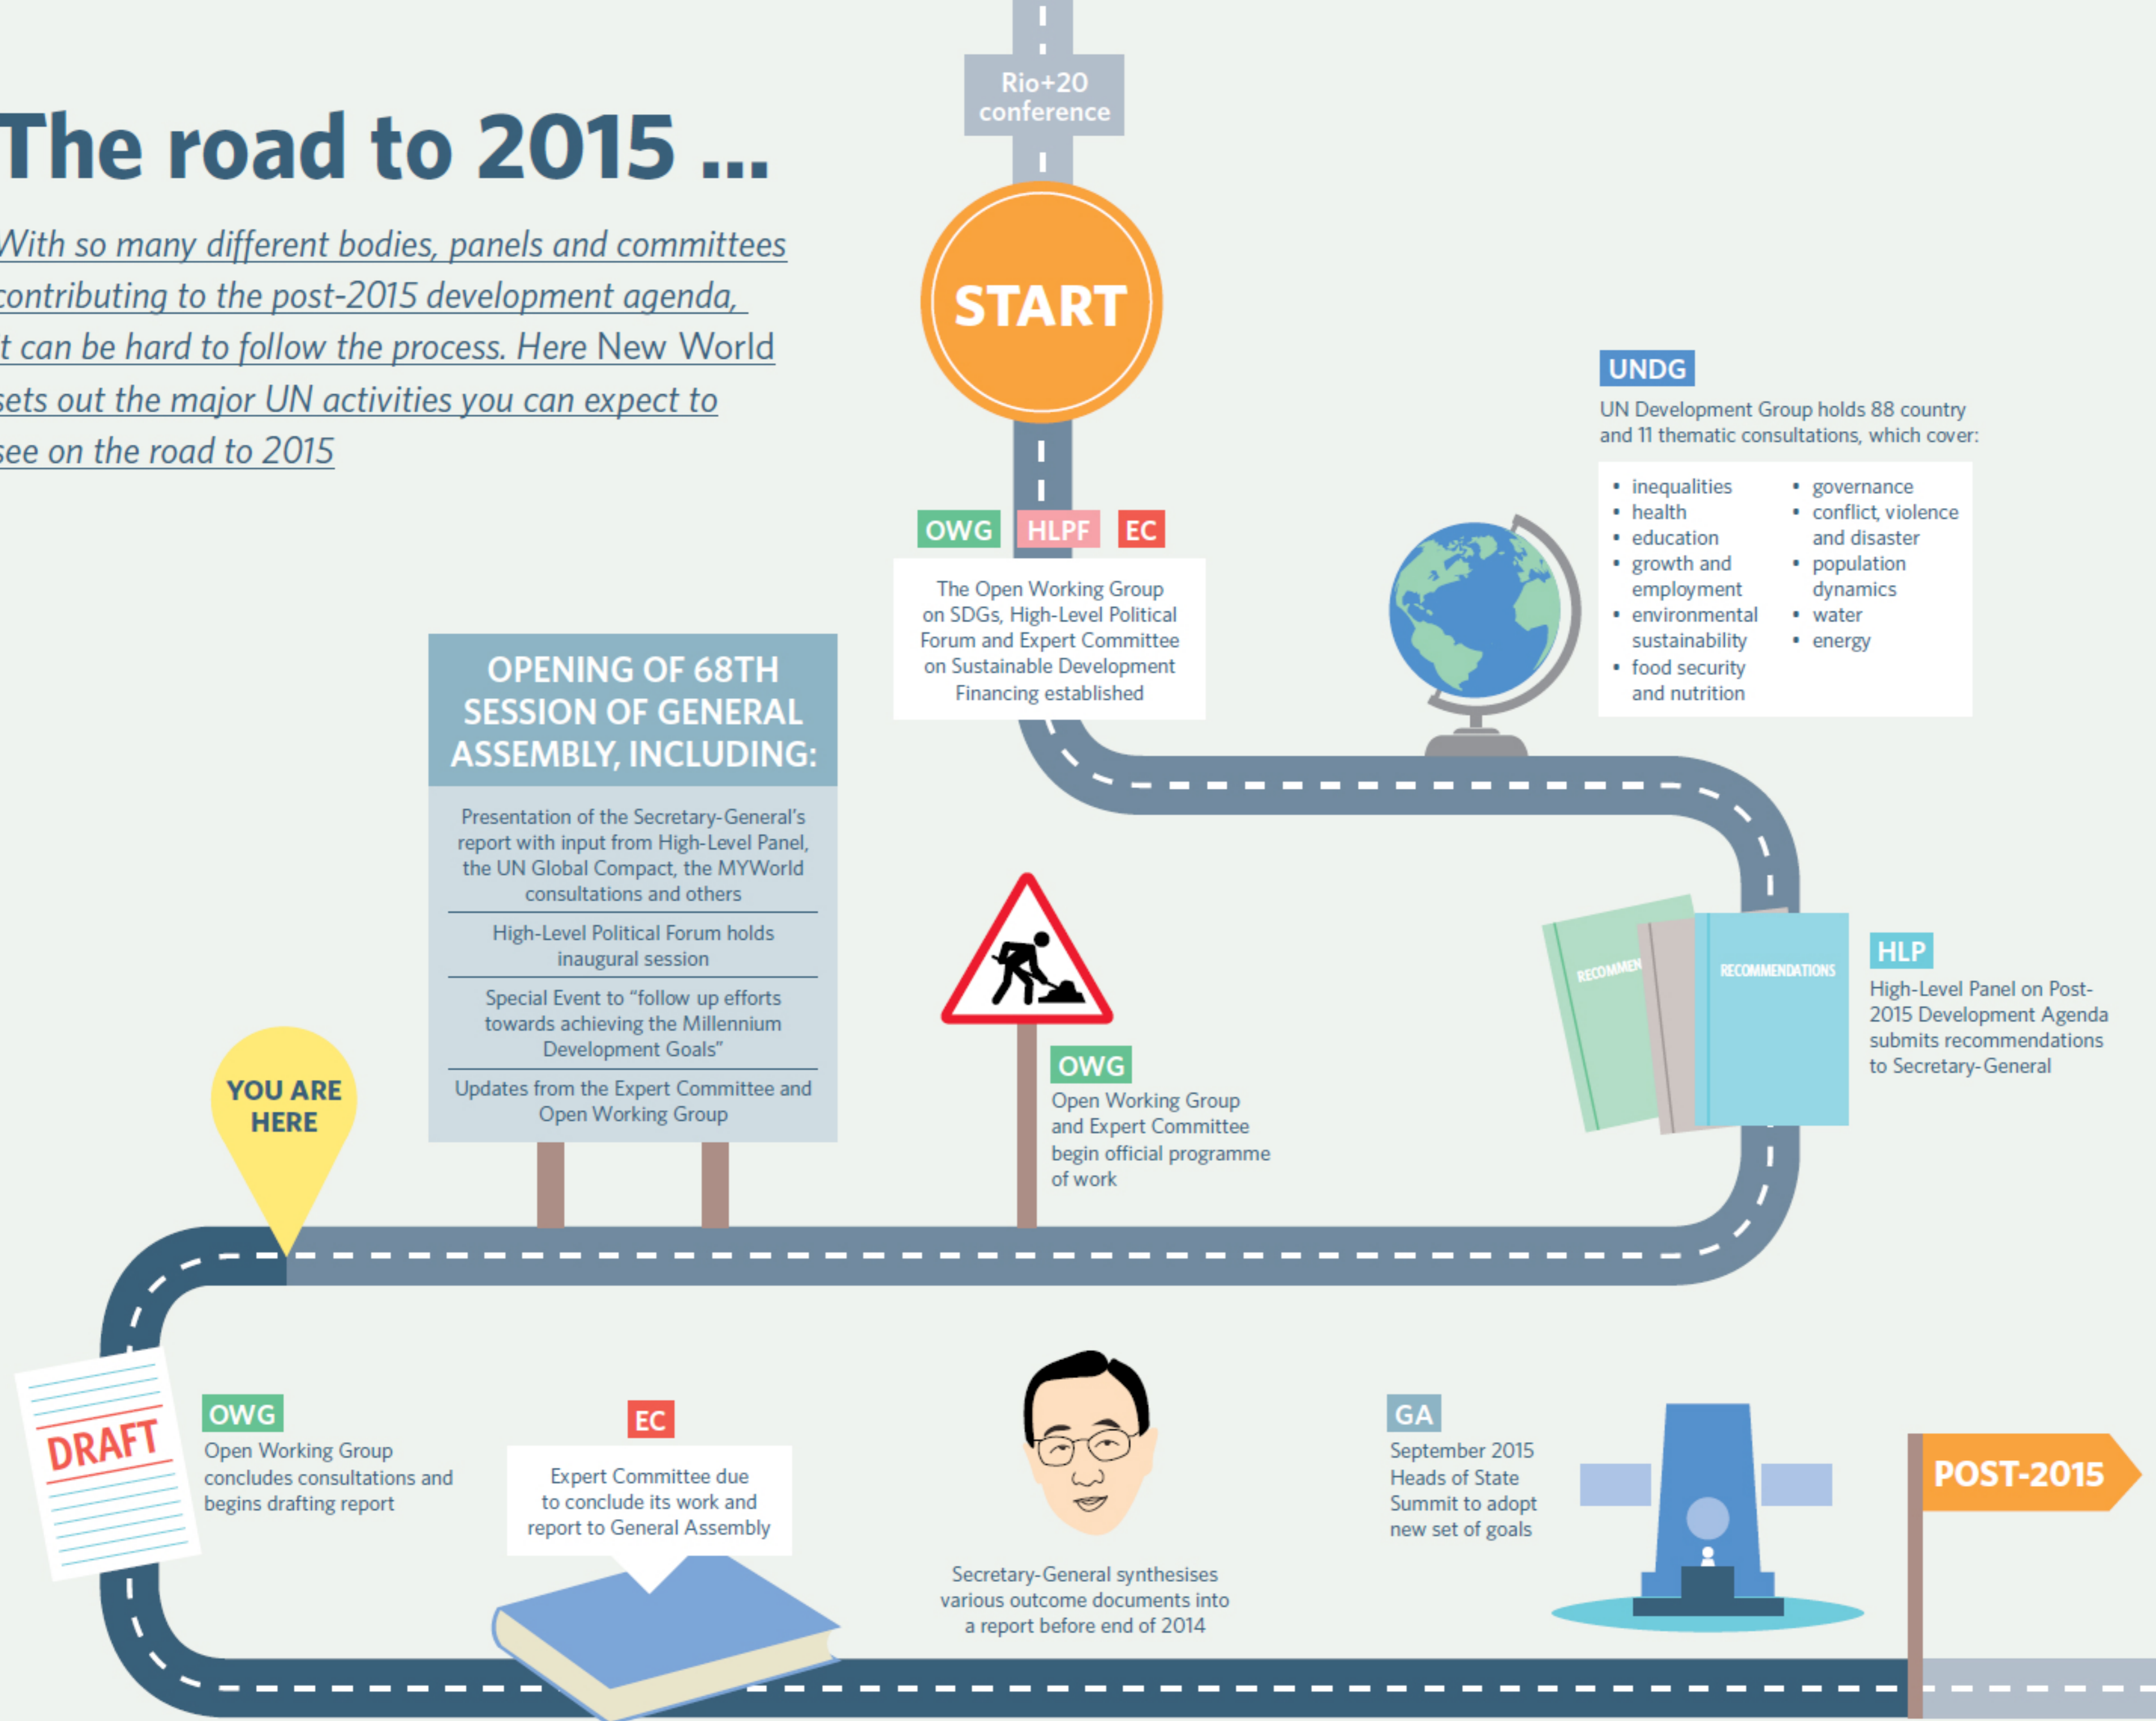 The road to 2015 ...
With so many different bodies, panels and committees
contributing to the post-2015 development agenda,
it can be hard to follow the process. Here New World
sets out the major UN activities you can expect to
see on the road to 2015
Rio+20
conference
START
OWG HLPF EC
The Open Working Group
on SDGs, High-Level Political
Forum and Expert Committee
on Sustainable Development
Financing established
UNDG
UN Development Group holds 88 country
and 11 thematic consultations, which cover:
• inequalities
• health
• education
• growth and
employment
• environmental
sustainability
• food security
and nutrition
• governance
• conflict, violence
and disaster
• population
dynamics
• water
• energy
RECOMMEN
RECOMMENDATIONS
HLP
High-Level Panel on Post-
2015 Development Agenda
submits recommendations
to Secretary-General
OWG
Open Working Group
and Expert Committee
begin official programme
of work
OPENING OF 68TH
SESSION OF GENERAL
ASSEMBLY, INCLUDING:
Presentation of the Secretary-General's
report with input from High-Level Panel,
the UN Global Compact, the MYWorld
consultations and others
High-Level Political Forum holds
inaugural session
Special Event to "follow up efforts
towards achieving the Millennium
Development Goals"
Updates from the Expert Committee and
Open Working Group
YOU ARE
HERE
DRAFT
OWG
Open Working Group
concludes consultations and
begins drafting report
EC
Expert Committee due
to conclude its work and
report to General Assembly
Secretary-General synthesises
various outcome documents into
a report before end of 2014
GA
September 2015
Heads of State
Summit to adopt
new set of goals
POST-2015